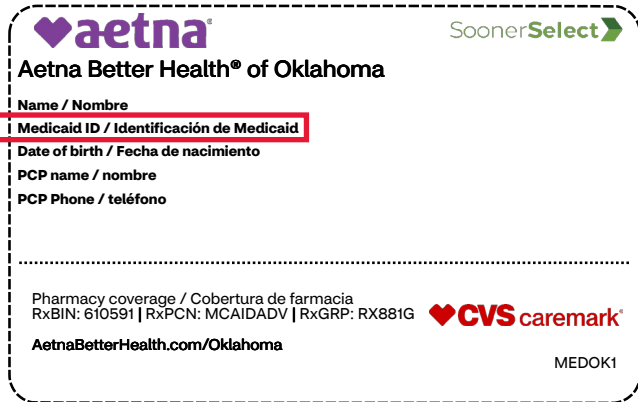 aetna®
SoonerSelect
Aetna Better Health® of Oklahoma
Name / Nombre
Medicaid ID / Identificación de Medicaid
Date of birth / Fecha de nacimiento
PCP name / nombre
PCP Phone / teléfono
Pharmacy coverage / Cobertura de farmacia
RxBIN: 610591 | RxPCN: MCAIDADV | RxGRP: RX881G
CVS caremark®
AetnaBetterHealth.com/Oklahoma
MEDOK1